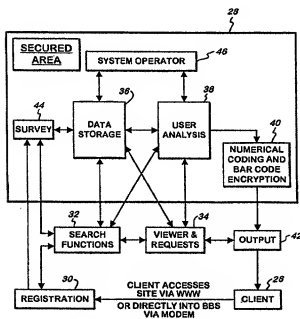 28
SECURED
AREA
SYSTEM OPERATOR
46
36
38
44
SURVEY
DATA
STORAGE
USER
ANALYSIS
40
NUMERICAL
CODING AND
BAR CODE
ENCRYPTION
32
SEARCH
FUNCTIONS
34
VIEWER &
REQUESTS
OUTPUT
42
30
REGISTRATION
CLIENT ACCESSES
SITE VIA WWW
OR DIRECTLY INTO BBS
VIA MODEM
26
CLIENT